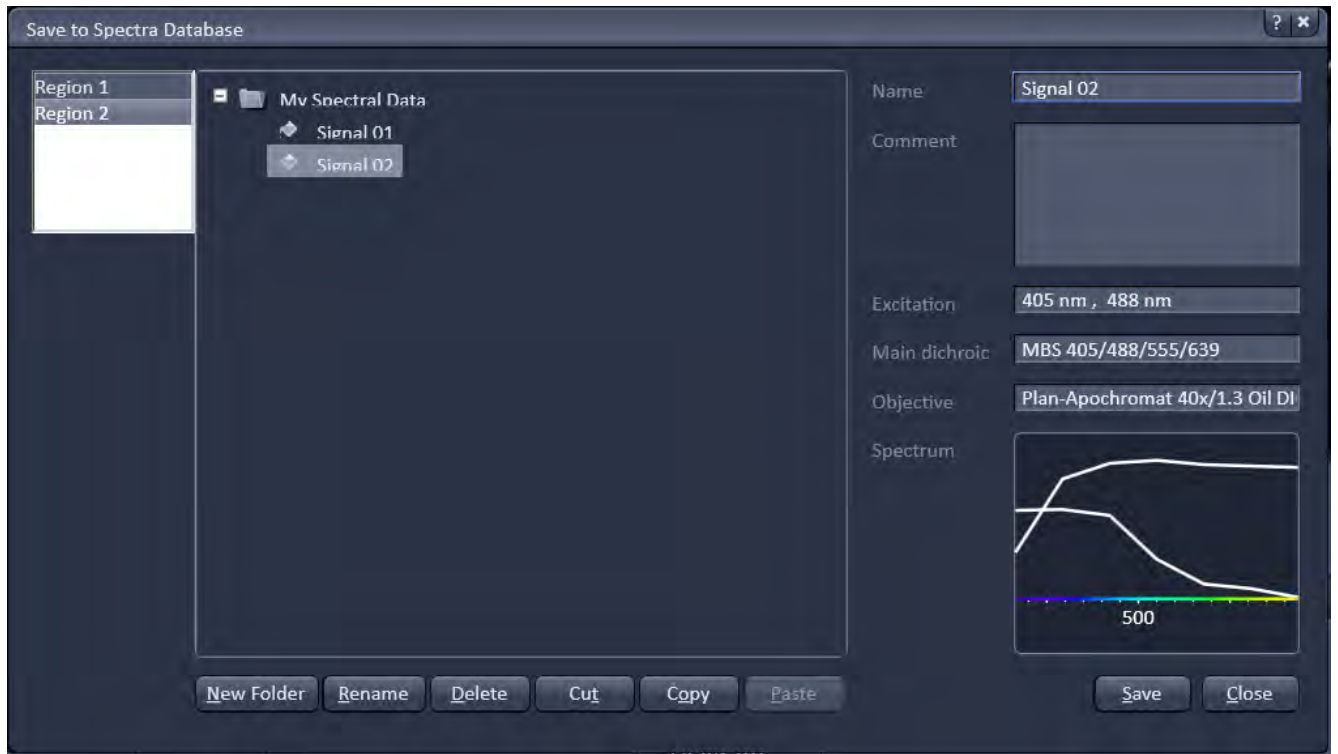 Save to Spectra Database
?
Region 1
Region 2
My Spectral Data
Signal 01
Signal 02
Name
Signal 02
Comment
Excitation
405 nm , 488 nm
Main dichroic
MBS 405/488/555/639
Objective
Plan-Apochromat 40x/1.3 Oil DI
Spectrum
500
New Folder
Rename
Delete
Cut
Copy
Paste
Save
Close